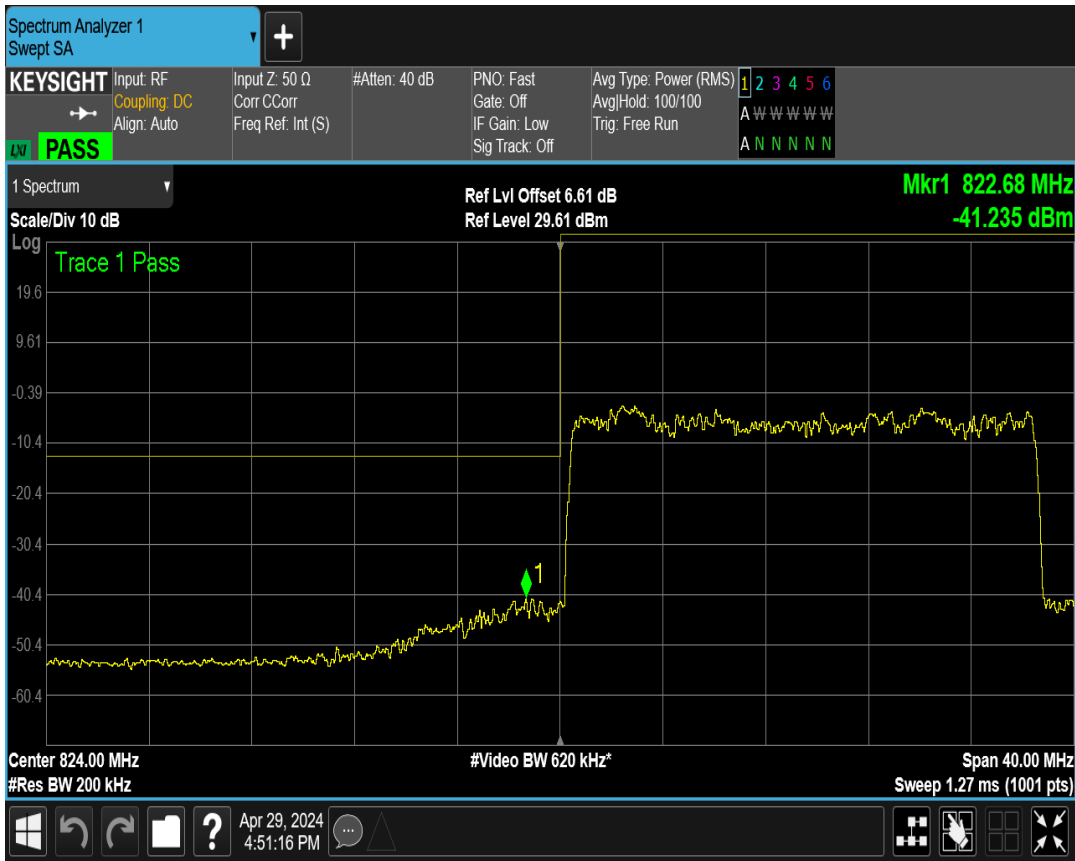 Spectrum Analyzer 1
Swept SA
+
KEYSIGHT
LXI PASS
Input: RF
Coupling: DC
Align: Auto
Input Z: 50 Ω
Corr CCorr
Freq Ref: Int (S)
#Atten: 40 dB
PNO: Fast
Gate: Off
IF Gain: Low
Sig Track: Off
Avg Type: Power (RMS)
Avg|Hold: 100/100
Trig: Free Run
1 2 3 4 5 6
A W W W W W
A N N N N N
1 Spectrum
Scale/Div 10 dB
Ref Lvl Offset 6.61 dB
Ref Level 29.61 dBm
Mkr1 822.68 MHz
-41.235 dBm
Log
Trace 1 Pass
19.6
9.61
-0.39
-10.4
-20.4
-30.4
-40.4
-50.4
-60.4
1
Center 824.00 MHz
#Res BW 200 kHz
#Video BW 620 kHz*
Span 40.00 MHz
Sweep 1.27 ms (1001 pts)
?
Apr 29, 2024
4:51:16 PM